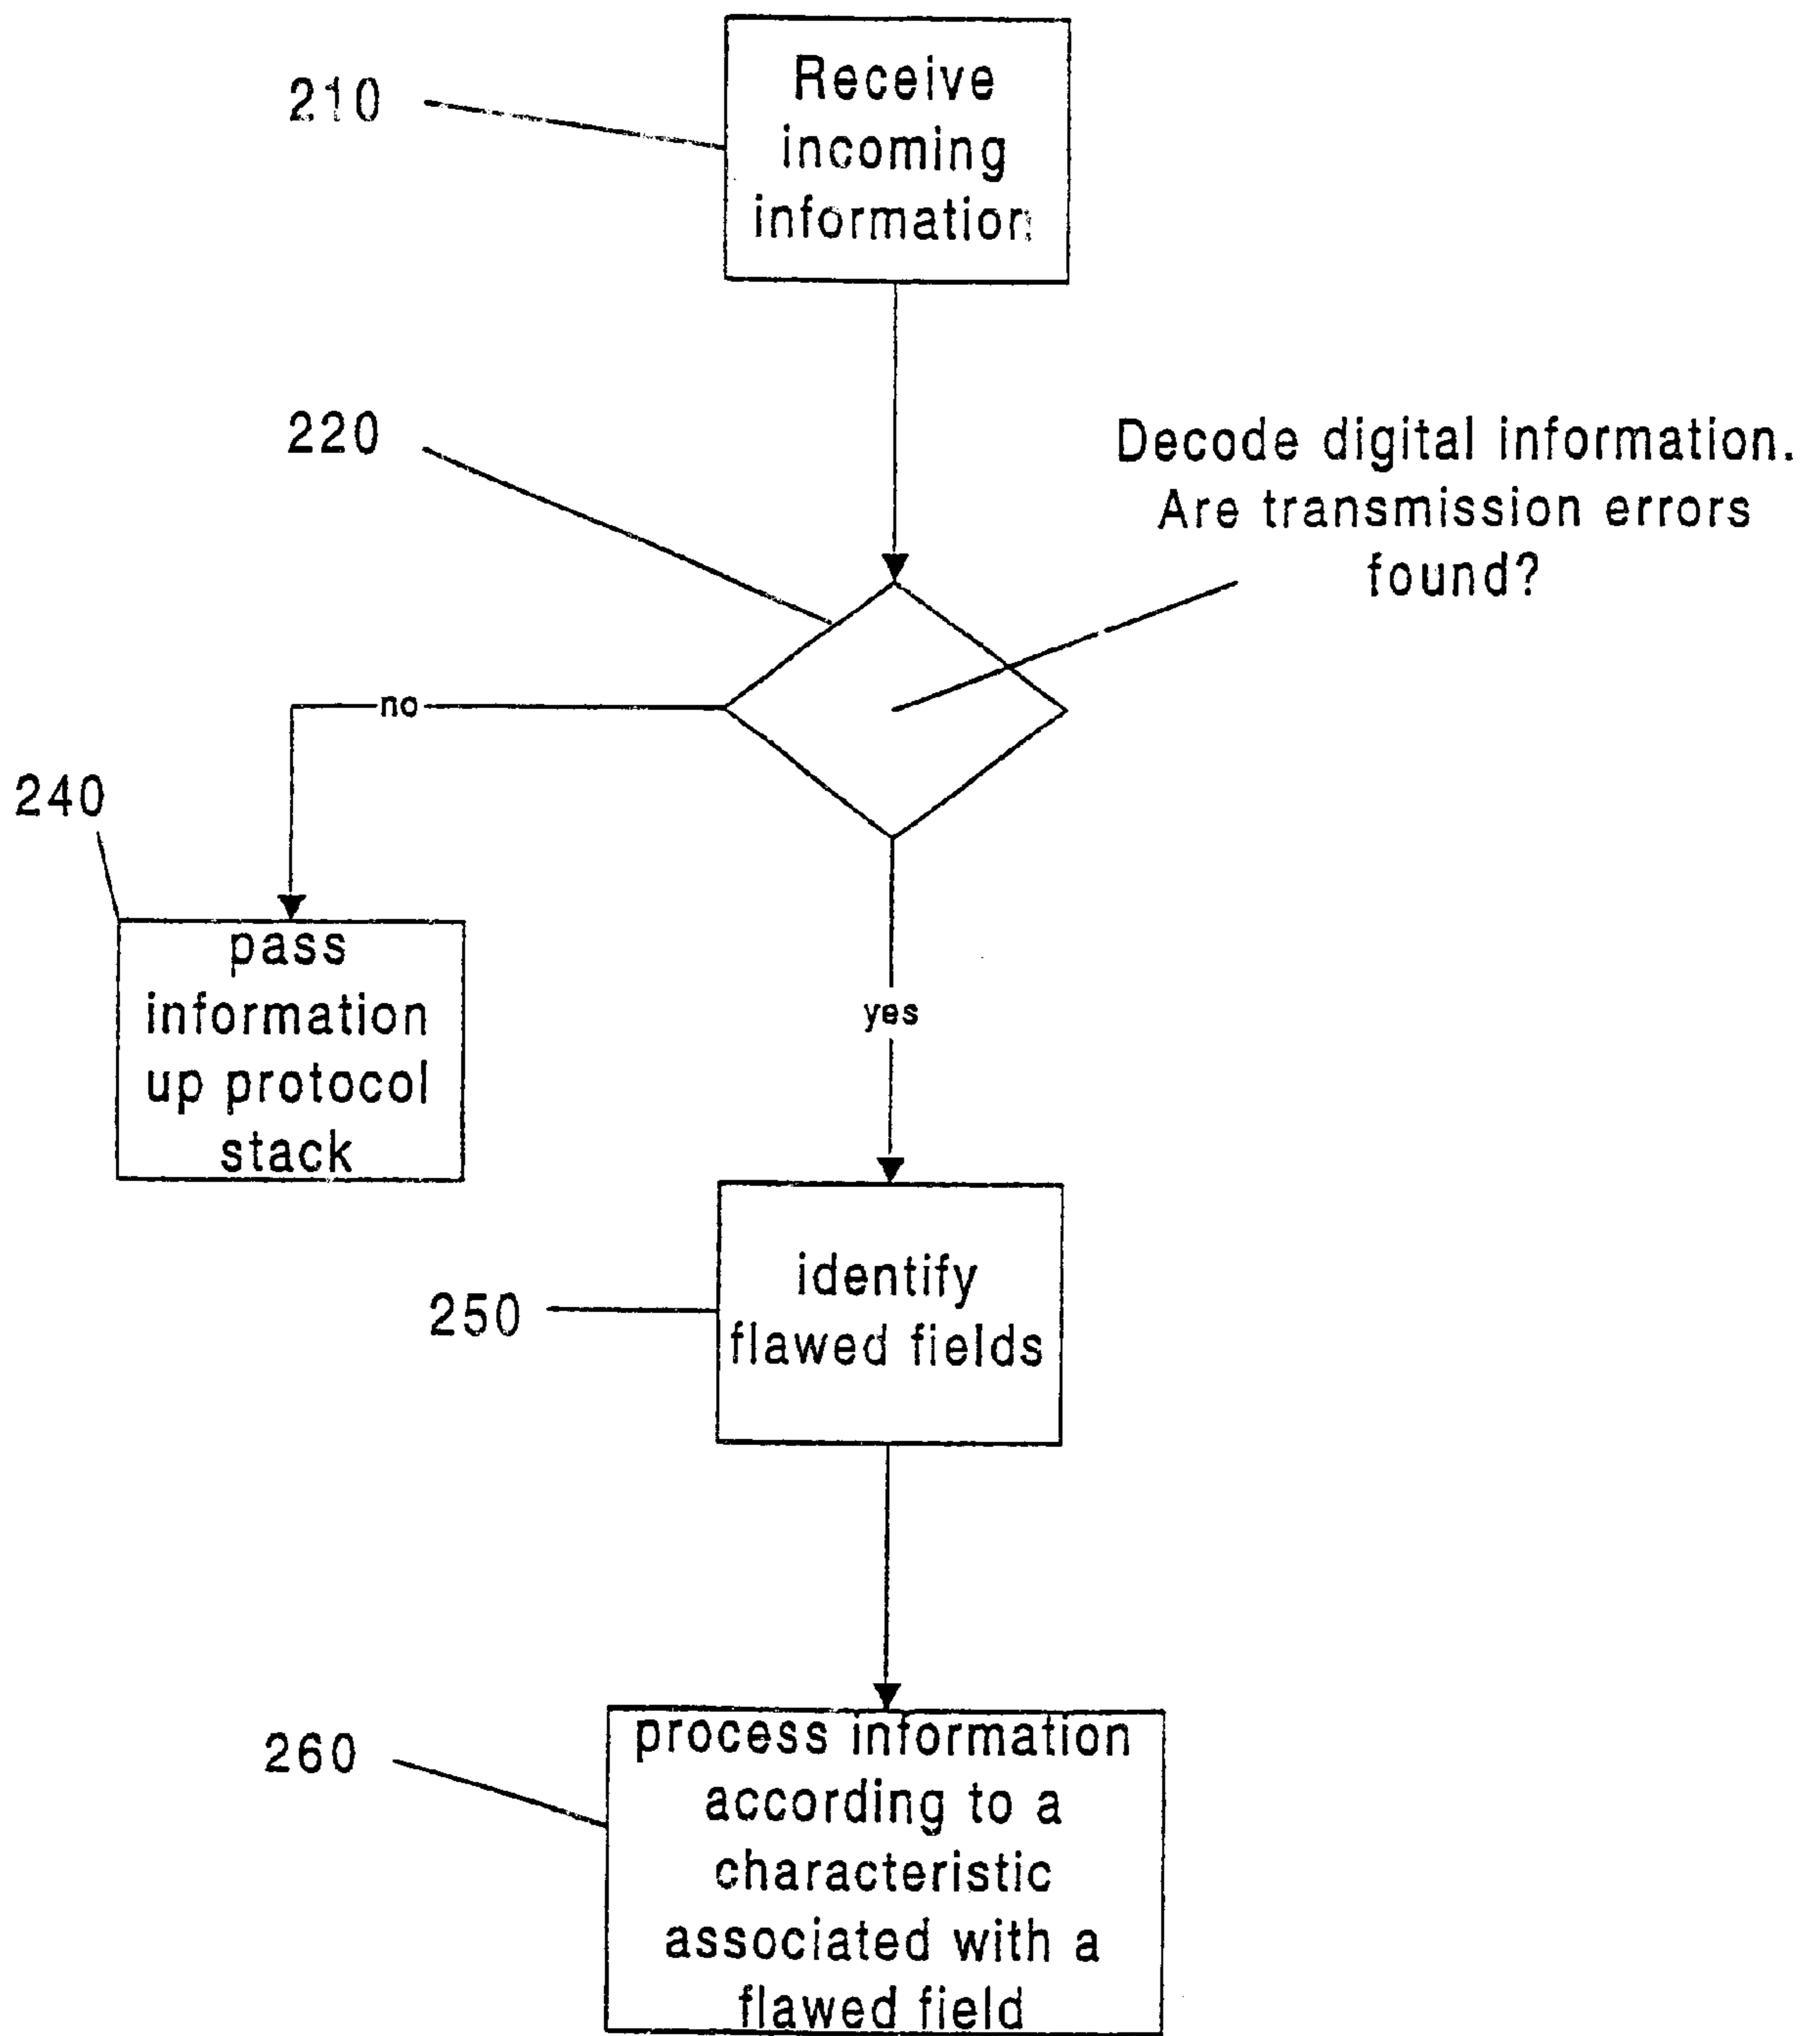 210
Receive
incoming
information
220
Decode digital information.
Are transmission errors
found?
no
240
pass
information
up protocol
stack
yes
250
identify
flawed fields
260
process information
according to a
characteristic
associated with a
flawed field